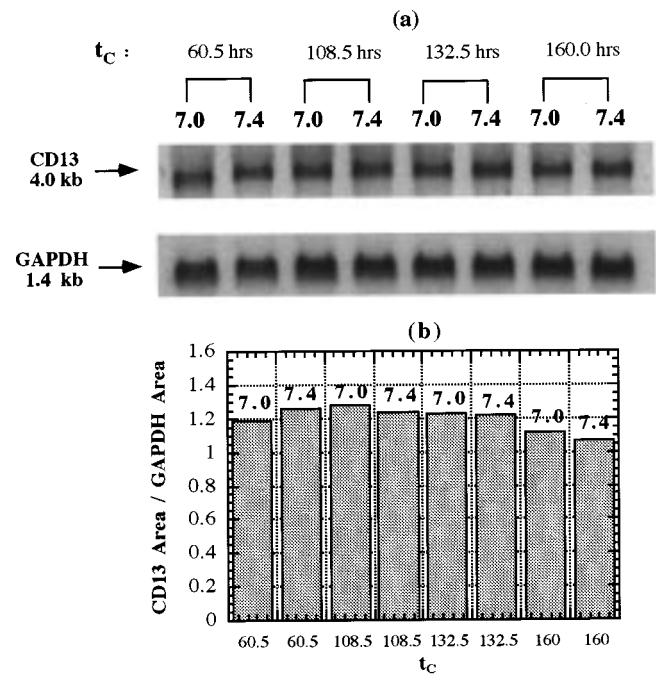 (a)
tC : 60.5 hrs 108.5 hrs 132.5 hrs 160.0 hrs
7.0 7.4 7.0 7.4 7.0 7.4 7.0 7.4
CD13
4.0 kb
GAPDH
1.4 kb
(b)
CD13 Area / GAPDH Area
1.6
1.4
1.2
1
0.8
0.6
0.4
0.2
0
7.0 7.4 7.0 7.4 7.0 7.4 7.0 7.4
60.5 60.5 108.5 108.5 132.5 132.5 160 160
tC